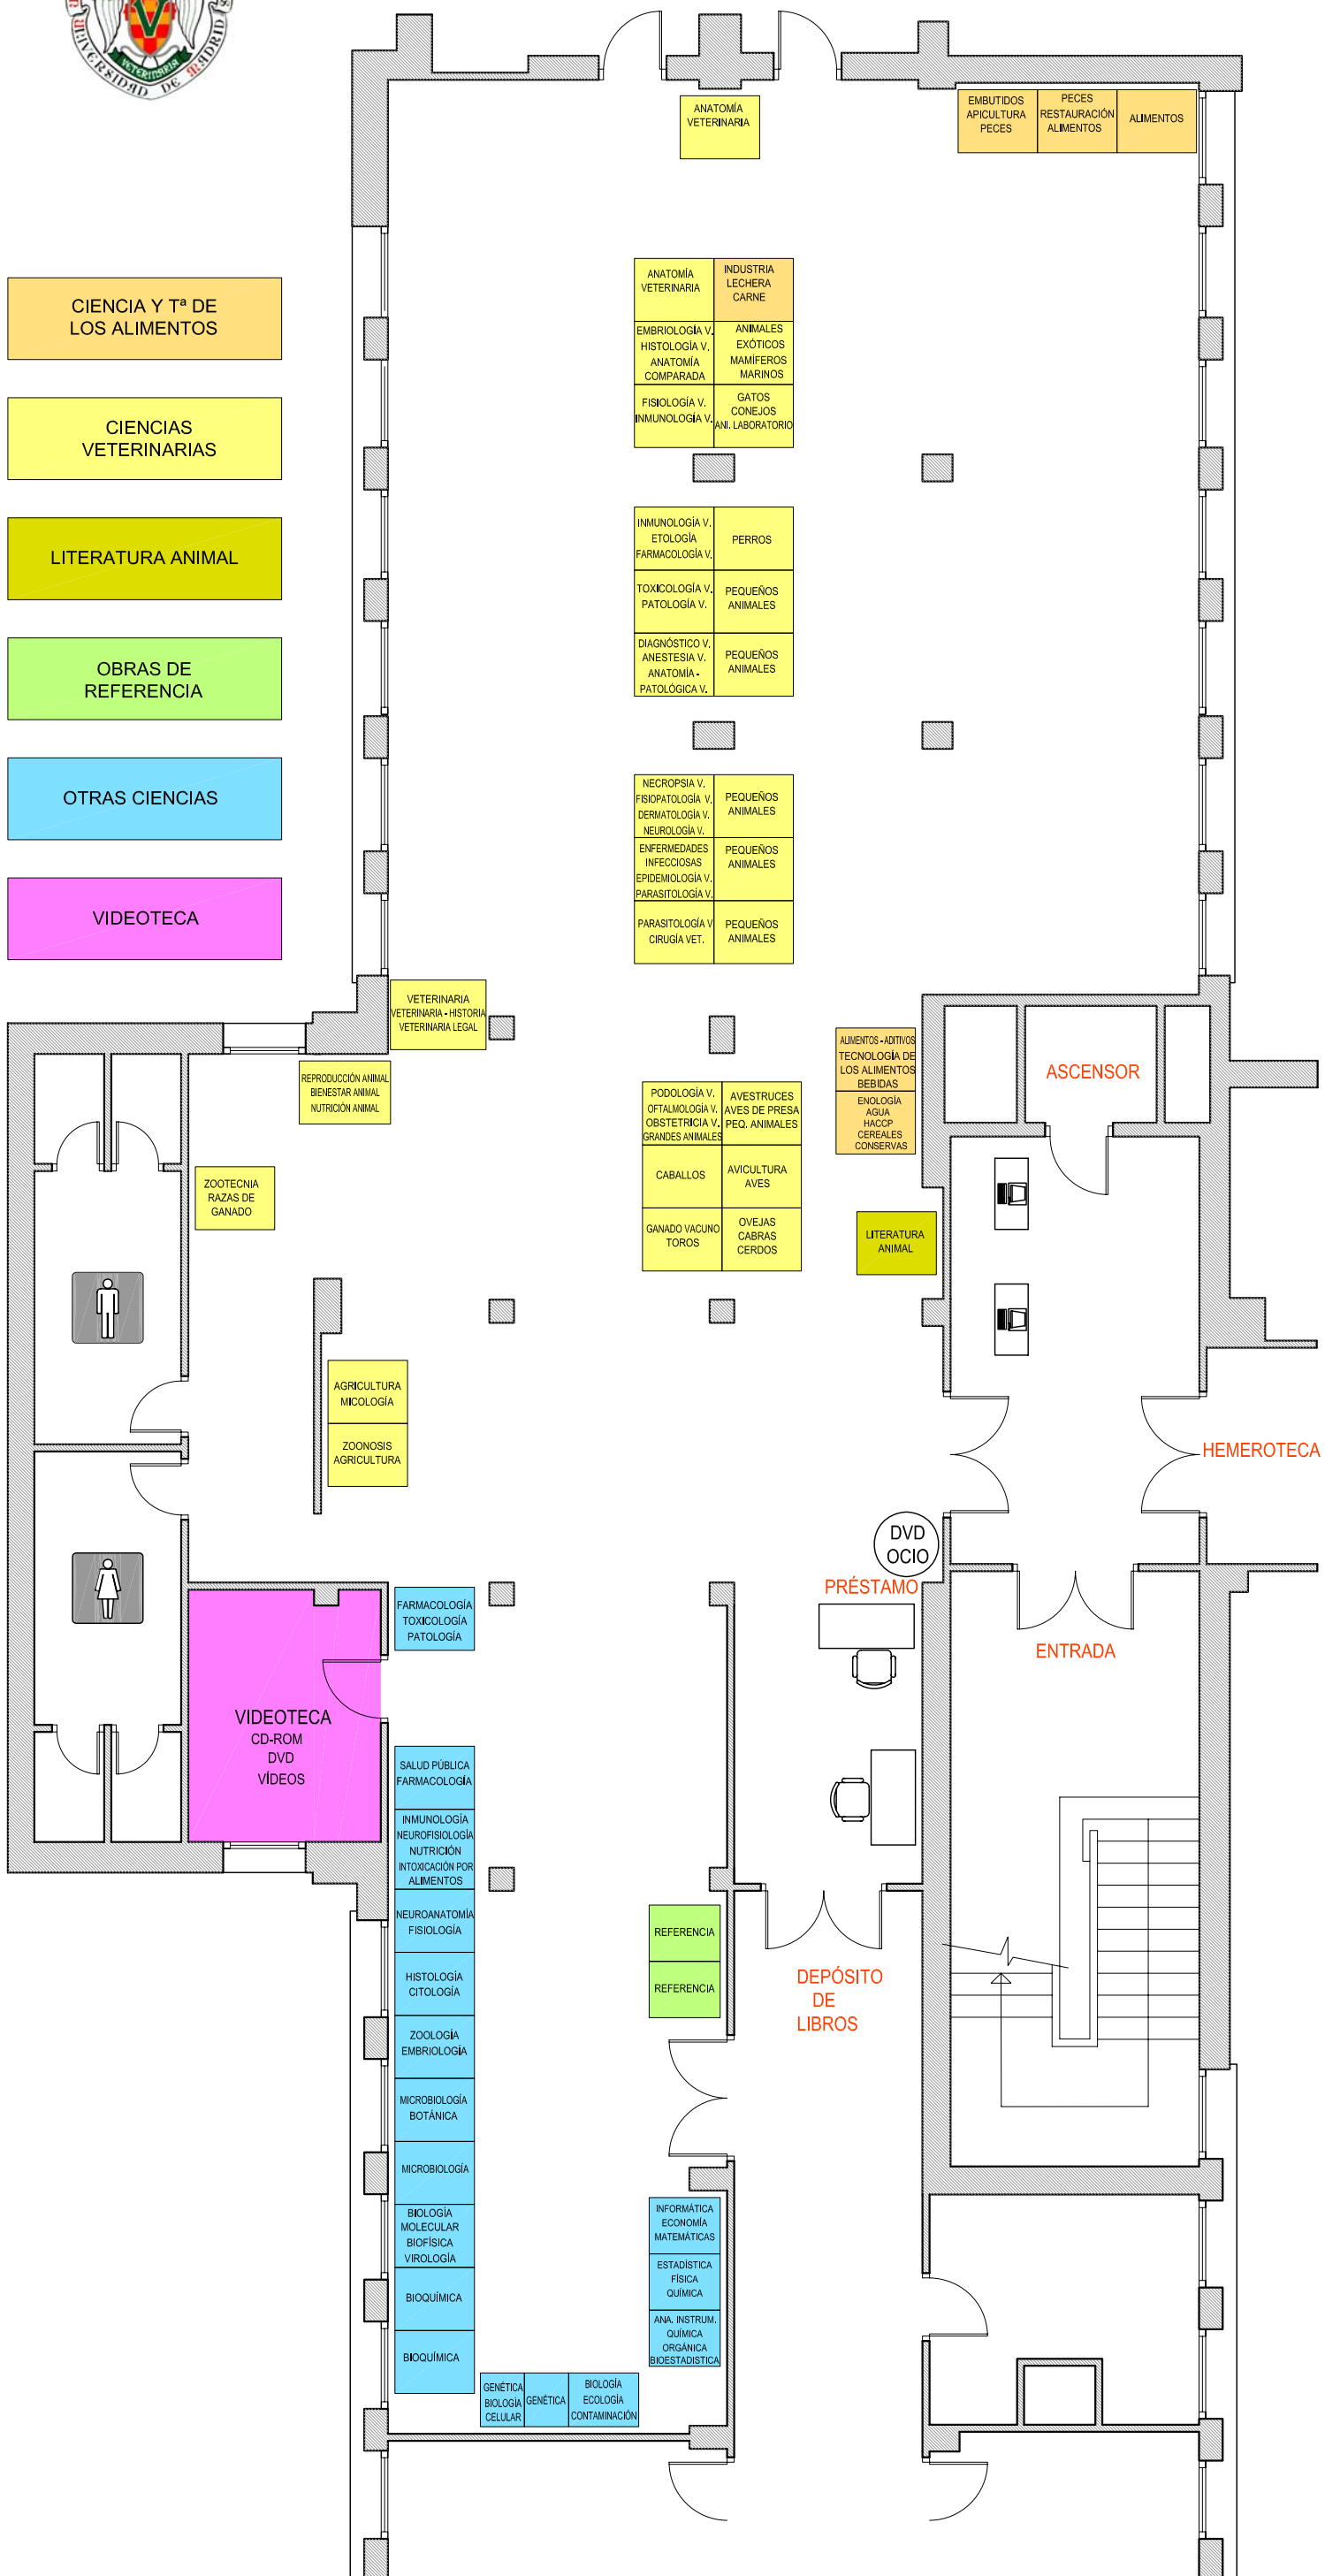 UNIVERSIDAD DE MADRID
VETERINARIA
CIENCIA Y Tª DE
LOS ALIMENTOS
CIENCIAS
VETERINARIAS
LITERATURA ANIMAL
OBRAS DE
REFERENCIA
OTRAS CIENCIAS
VIDEOTECA
ANATOMÍA
VETERINARIA
EMBUTIDOS
APICULTURA
PECES
PECES
RESTAURACIÓN
ALIMENTOS
ALIMENTOS
ANATOMÍA
VETERINARIA
INDUSTRIA
LECHERA
CARNE
EMBRIOLOGÍA V.
HISTOLOGÍA V.
ANATOMÍA
COMPARADA
ANIMALES
EXÓTICOS
MAMÍFEROS
MARINOS
FISIOLOGÍA V.
INMUNOLOGÍA V.
GATOS
CONEJOS
ANI. LABORATORIO
INMUNOLOGÍA V.
ETOLOGÍA
FARMACOLOGÍA V.
PERROS
TOXICOLOGÍA V.
PATOLOGÍA V.
PEQUEÑOS
ANIMALES
DIAGNÓSTICO V.
ANESTESIA V.
ANATOMÍA -
PATOLÓGICA V.
PEQUEÑOS
ANIMALES
NECROPSIA V.
FISIOPATOLOGÍA V.
DERMATOLOGÍA V.
NEUROLOGÍA V.
PEQUEÑOS
ANIMALES
ENFERMEDADES
INFECCIOSAS
EPIDEMIOLOGÍA V.
PARASITOLOGÍA V.
PEQUEÑOS
ANIMALES
PARASITOLOGÍA V
CIRUGÍA VET.
PEQUEÑOS
ANIMALES
VETERINARIA
VETERINARIA - HISTORIA
VETERINARIA LEGAL
REPRODUCCIÓN ANIMAL
BIENESTAR ANIMAL
NUTRICIÓN ANIMAL
ZOOTECNIA
RAZAS DE
GANADO
PODOLOGÍA V.
OFTALMOLOGÍA V.
OBSTETRICIA V.
GRANDES ANIMALES
AVESTRUCES
AVES DE PRESA
PEQ. ANIMALES
CABALLOS
AVICULTURA
AVES
GANADO VACUNO
TOROS
OVEJAS
CABRAS
CERDOS
ALIMENTOS - ADITIVOS
TECNOLOGÍA DE
LOS ALIMENTOS
BEBIDAS
ENOLOGÍA
AGUA
HACCP
CEREALES
CONSERVAS
LITERATURA
ANIMAL
ASCENSOR
AGRICULTURA
MICOLOGÍA
ZOONOSIS
AGRICULTURA
HEMEROTECA
DVD
OCIO
PRÉSTAMO
ENTRADA
FARMACOLOGÍA
TOXICOLOGÍA
PATOLOGÍA
VIDEOTECA
CD-ROM
DVD
VÍDEOS
SALUD PÚBLICA
FARMACOLOGÍA
INMUNOLOGÍA
NEUROFISIOLOGÍA
NUTRICIÓN
INTOXICACIÓN POR
ALIMENTOS
NEUROANATOMÍA
FISIOLOGÍA
HISTOLOGÍA
CITOLOGÍA
ZOOLOGÍA
EMBRIOLOGÍA
MICROBIOLOGÍA
BOTÁNICA
MICROBIOLOGÍA
BIOLOGÍA
MOLECULAR
BIOFÍSICA
VIROLOGÍA
BIOQUÍMICA
BIOQUÍMICA
REFERENCIA
REFERENCIA
DEPÓSITO
DE
LIBROS
INFORMÁTICA
ECONOMÍA
MATEMÁTICAS
ESTADÍSTICA
FÍSICA
QUÍMICA
ANA. INSTRUM.
QUÍMICA
ORGÁNICA
BIOESTADISTICA
GENÉTICA
BIOLOGÍA
CELULAR
GENÉTICA
BIOLOGÍA
ECOLOGÍA
CONTAMINACIÓN